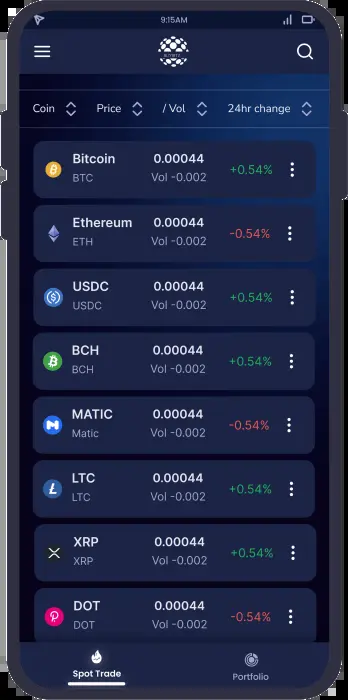 9:15AM
Coin Price / Vol 24hr change
Bitcoin 0.00044
BTC Vol -0.002 +0.54%
Ethereum 0.00044
ETH Vol -0.002 -0.54%
USDC 0.00044
USDC Vol -0.002 +0.54%
BCH 0.00044
BCH Vol -0.002 +0.54%
MATIC 0.00044
Matic Vol -0.002 -0.54%
LTC 0.00044
LTC Vol -0.002 +0.54%
XRP 0.00044
XRP Vol -0.002 +0.54%
DOT 0.00044
DOT Vol -0.002 -0.54%
Spot Trade Portfolio